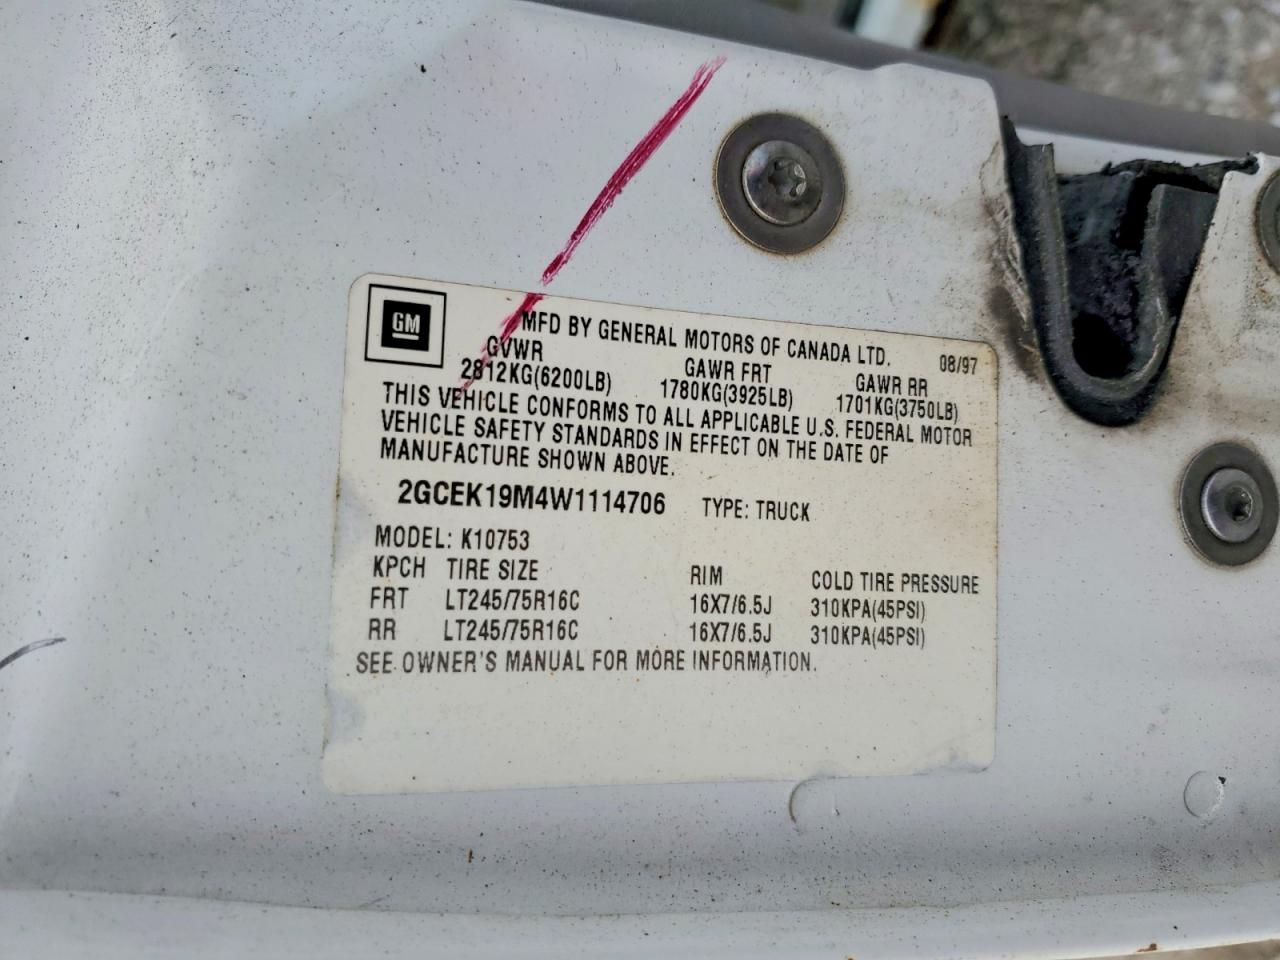 GM
MFD BY GENERAL MOTORS OF CANADA LTD. 08/97
GVWR GAWR FRT GAWR RR
2812KG(6200LB) 1780KG(3925LB) 1701KG(3750LB)
THIS VEHICLE CONFORMS TO ALL APPLICABLE U.S. FEDERAL MOTOR
VEHICLE SAFETY STANDARDS IN EFFECT ON THE DATE OF
MANUFACTURE SHOWN ABOVE.
2GCEK19M4W1114706 TYPE: TRUCK
MODEL: K10753
KPCH TIRE SIZE RIM COLD TIRE PRESSURE
FRT LT245/75R16C 16X7/6.5J 310KPA(45PSI)
RR LT245/75R16C 16X7/6.5J 310KPA(45PSI)
SEE OWNER'S MANUAL FOR MORE INFORMATION.